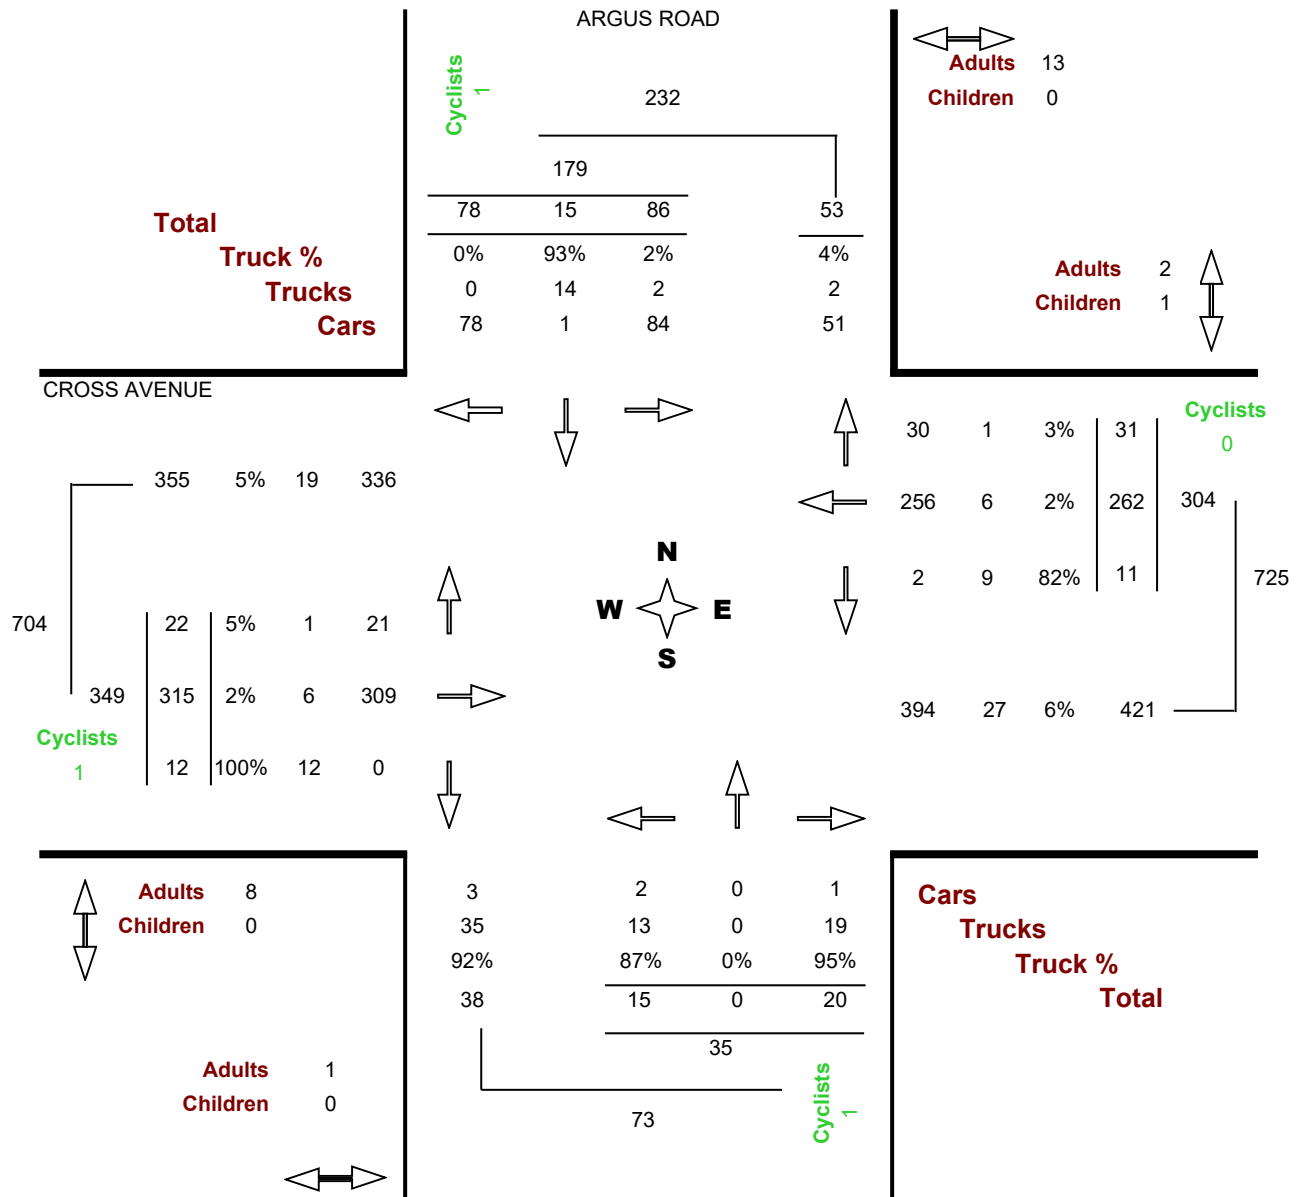 ARGUS ROAD
Cyclists
1
232
Adults 13
Children 0
179
78 15 86 53
Total
0% 93% 2% 4%
Truck %
0 14 2 2
Trucks
78 1 84 51
Cars
Adults 2
Children 1
CROSS AVENUE
Cyclists
0
30 1 3% 31
355 5% 19 336
256 6 2% 262 304
N
2 9 82% 11 725
W E
S
704 22 5% 1 21
349 315 2% 6 309
394 27 6% 421
Cyclists
1
12 100% 12 0
Adults 8
Children 0
3 2 0 1
35 13 0 19
92% 87% 0% 95%
38 15 0 20
35
Cars
Trucks
Truck %
Total
Adults 1
Children 0
Cyclists
1
73